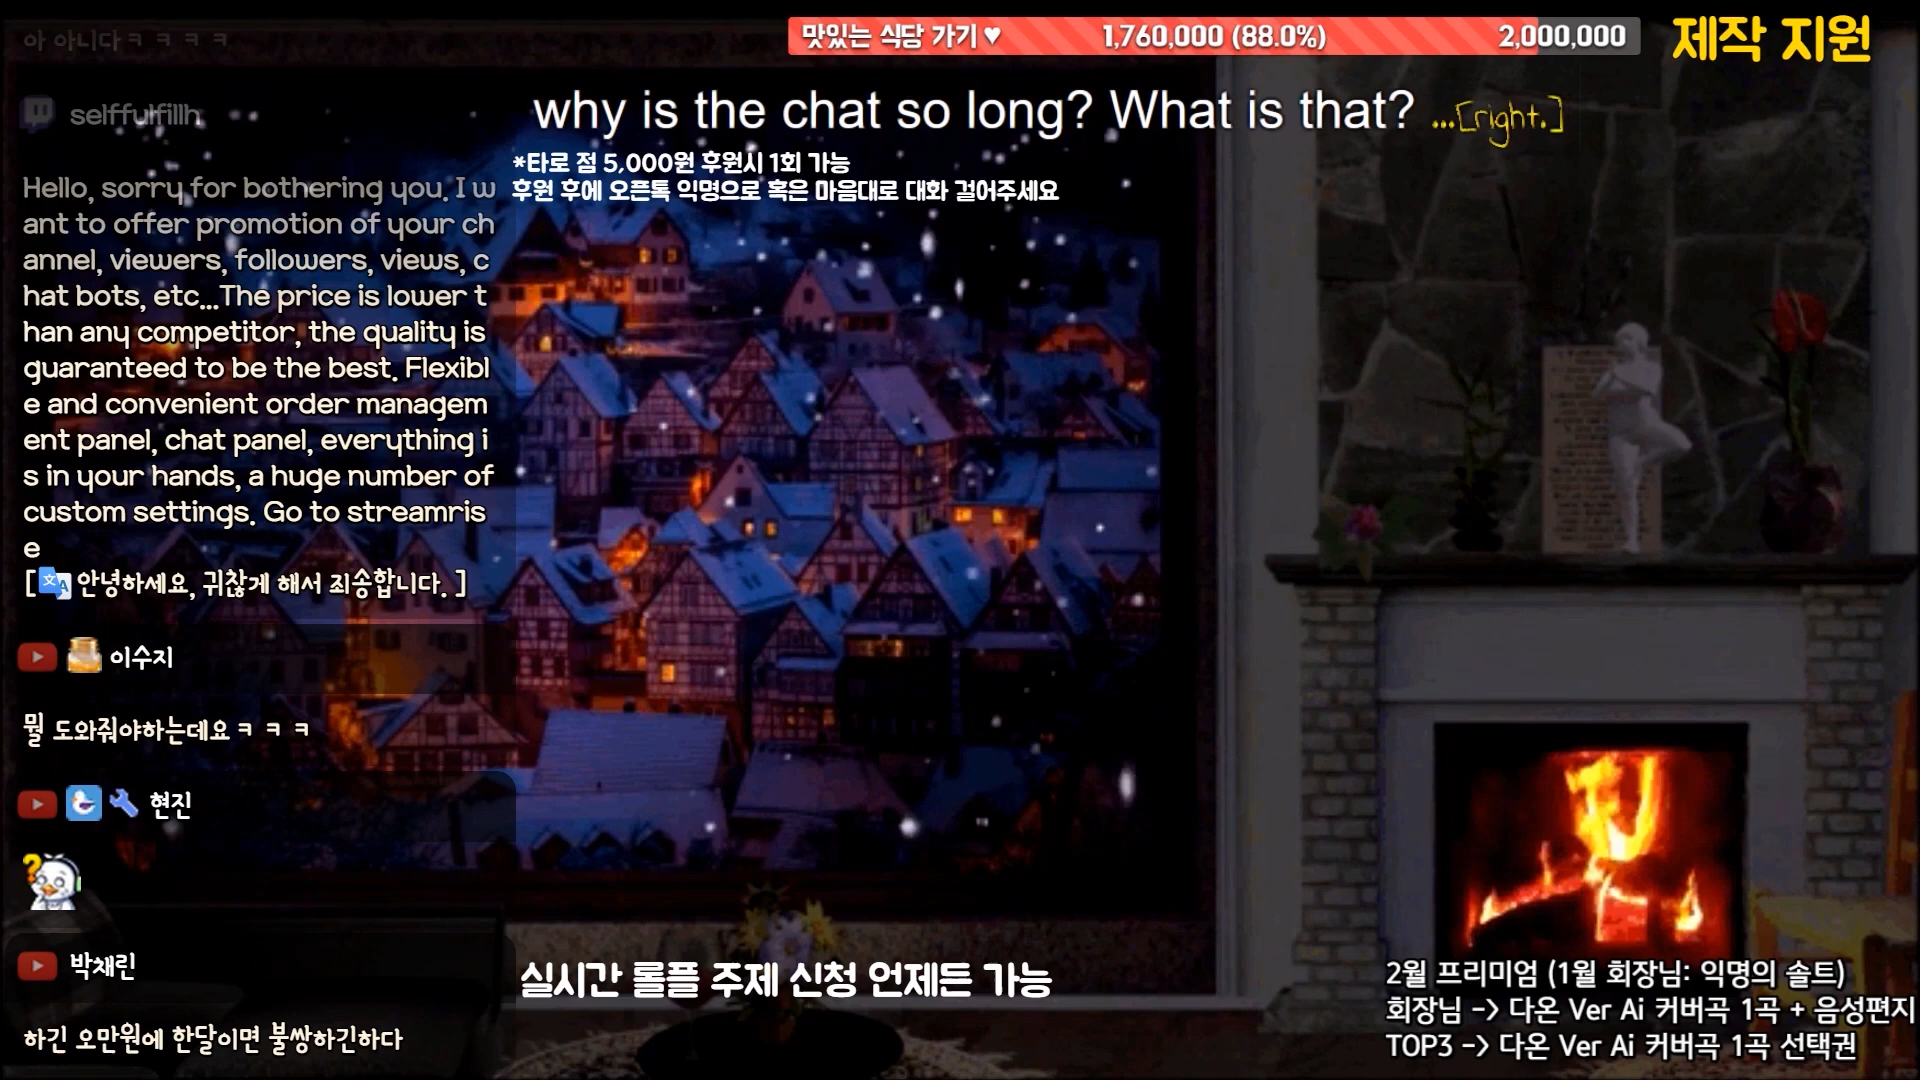 아 아니다ㅋ ㅋ ㅋ ㅋ
맛있는 식당 가기 ♥ 1,760,000 (88.0%) 2,000,000
제작 지원
why is the chat so long? What is that? ...[right.]
*타로 점 5,000원 후원시 1회 가능
후원 후에 오픈톡 익명으로 혹은 마음대로 대화 걸어주세요
selffulfillh
Hello, sorry for bothering you. I w
ant to offer promotion of your ch
annel, viewers, followers, views, c
hat bots, etc...The price is lower t
han any competitor, the quality is
guaranteed to be the best. Flexibl
e and convenient order managem
ent panel, chat panel, everything i
s in your hands, a huge number of
custom settings. Go to streamris
e
[안녕하세요, 귀찮게 해서 죄송합니다. ]
이수지
뭘 도와줘야하는데요ㅋ ㅋ ㅋ
현진
박채린
하긴 오만원에 한달이면 불쌍하긴하다
실시간 롤플 주제 신청 언제든 가능
2월 프리미엄 (1월 회장님: 익명의 솔트)
회장님 -> 다온 Ver Ai 커버곡 1곡 + 음성편지
TOP3 -> 다온 Ver Ai 커버곡 1곡 선택권